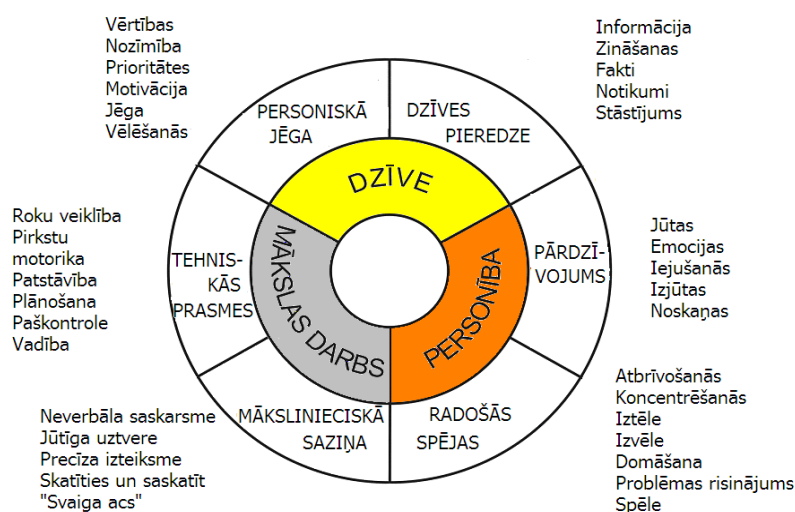 Vērtības
Nozīmība
Prioritātes
Motivācija
Jēga
Vēlēšanās
Informācija
Zināšanas
Fakti
Notikumi
Stāstījums
PERSONISKĀ
JĒGA
DZĪVES
PIEREDZE
DZĪVE
Roku veiklība
Pirkstu
motorika
Patstāvība
Plānošana
Paškontrole
Vadība
TEHNIS-
KĀS
PRASMES
MĀKSLAS DARBS
PERSONĪBA
PĀRDZĪ-
VOJUMS
Jūtas
Emocijas
Iejušanās
Izjūtas
Noskaņas
Neverbāla saskarsme
Jūtīga uztvere
Precīza izteiksme
Skatīties un saskatīt
"Svaiga acs"
MĀKSLINIECISKĀ
SAZIŅA
RADOŠĀS
SPĒJAS
Atbrīvošanās
Koncentrēšanās
Iztēle
Izvēle
Domāšana
Problēmas risinājums
Spēle